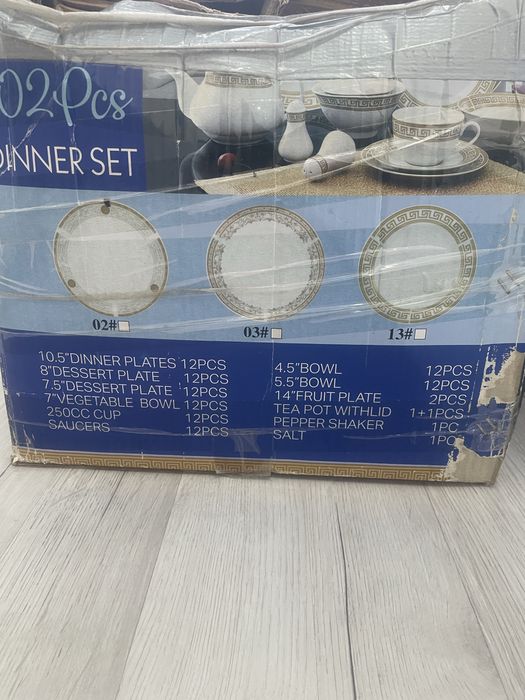 02Pcs
DINNER SET
02#
03#
13#
10.5"DINNER PLATES 12PCS
8"DESSERT PLATE 12PCS
7.5"DESSERT PLATE 12PCS
7"VEGETABLE BOWL 12PCS
250CC CUP 12PCS
SAUCERS 12PCS
4.5"BOWL 12PCS
5.5"BOWL 12PCS
14"FRUIT PLATE 2PCS
TEA POT WITHLID 1+1PCS
PEPPER SHAKER 1PC
SALT 1PC